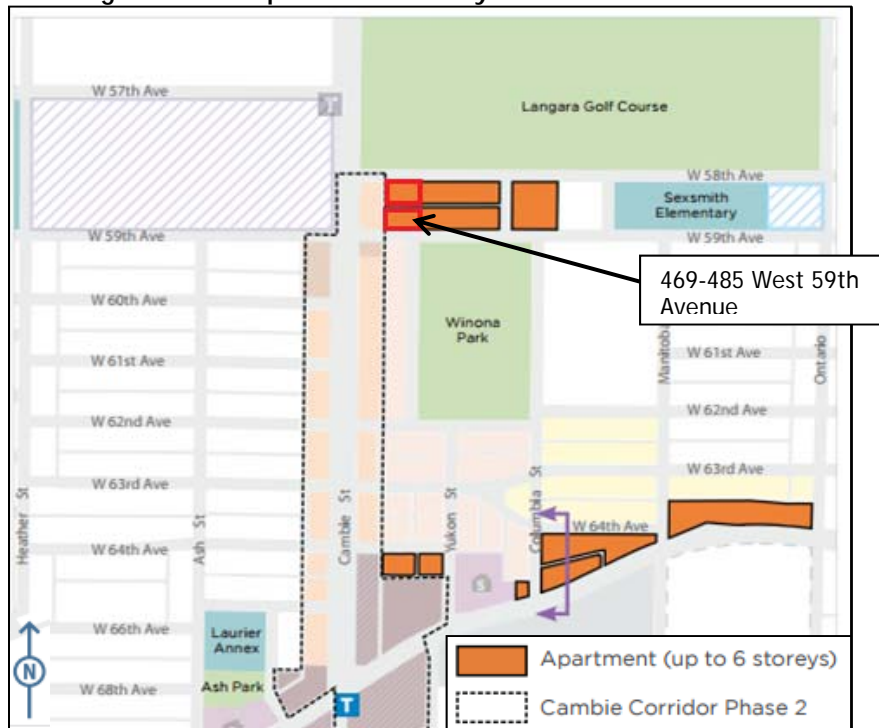 W 57th Ave
T
Langara Golf Course
W 58th Ave
Sexsmith
Elementary
W 59th Ave
W 59th Ave
469-485 West 59th
Avenue
W 60th Ave
Winona
Park
W 61st Ave
Manitoba
W 61st Ave
Ontario
W 62nd Ave
W 62nd Ave
W 63rd Ave
W 63rd Ave
Heather St
Ash St
Cambie St
Yukon St
Columbia St
W 64th Ave
W 64th Ave
S
W 66th Ave
Laurier
Annex
Apartment (up to 6 storeys)
N
W 68th Ave
Ash Park
T
Cambie Corridor Phase 2